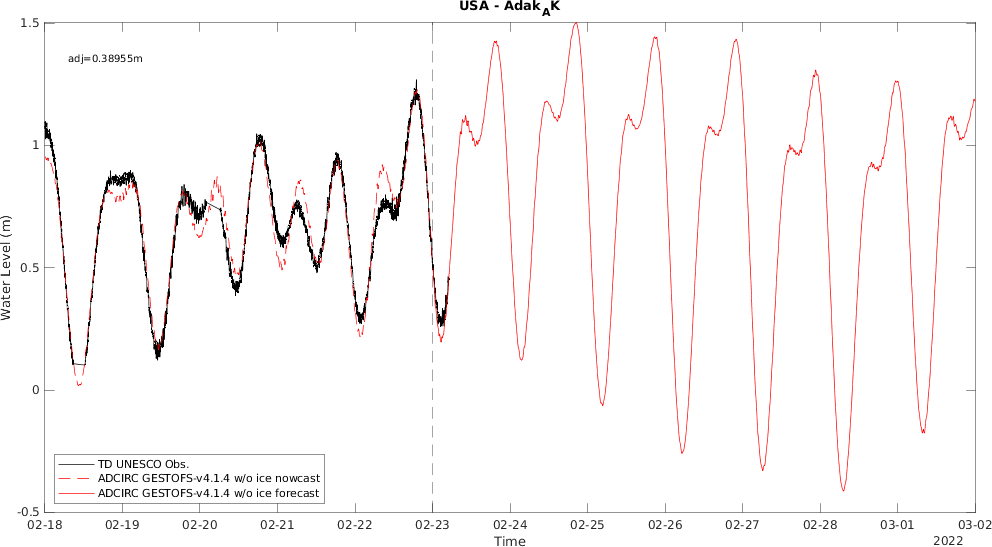 USA - Adak_AK
adj=0.38955m
1.5
1
0.5
0
-0.5
Water Level (m)
TD UNESCO Obs.
ADCIRC GESTOFS-v4.1.4 w/o ice nowcast
ADCIRC GESTOFS-v4.1.4 w/o ice forecast
02-18 02-19 02-20 02-21 02-22 02-23 02-24 02-25 02-26 02-27 02-28 03-01 03-02
Time
2022